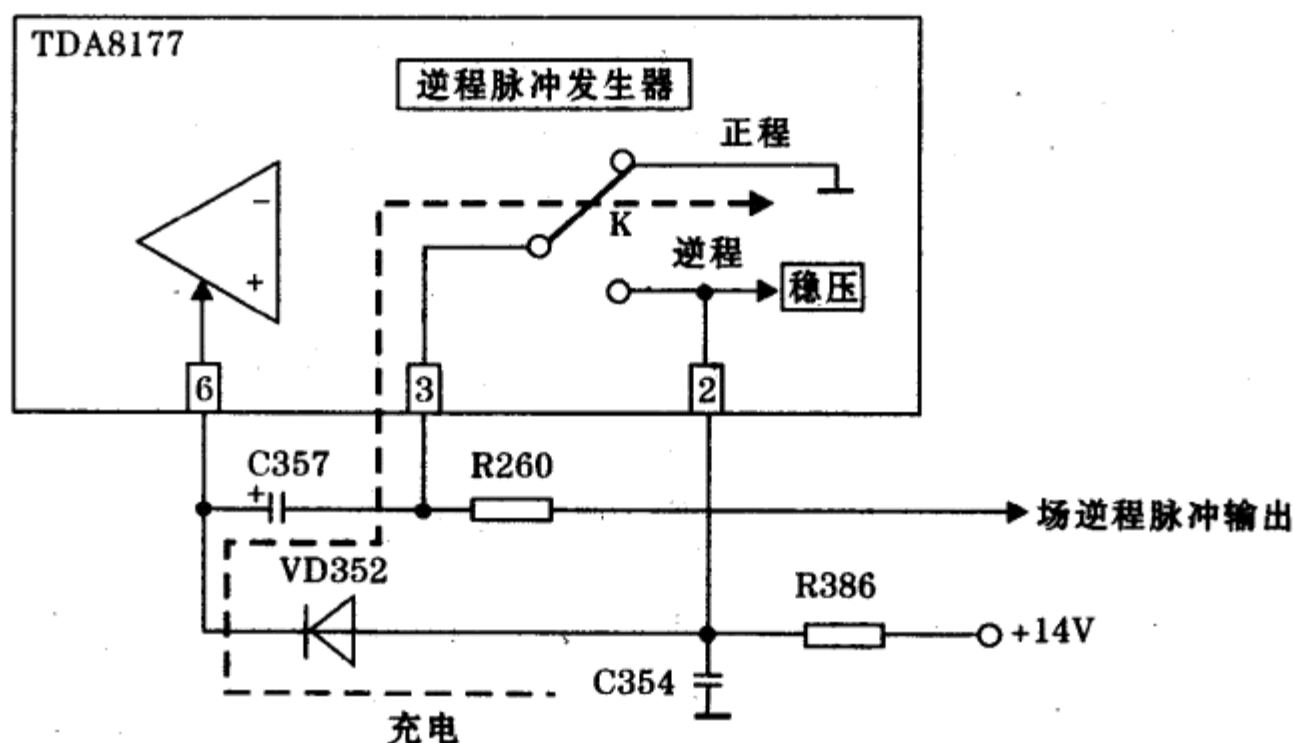 TDA8177
逆程脉冲发生器
正程
K
逆程
稳压
−
+
6
3
2
C357
+
R260
场逆程脉冲输出
VD352
R386
+14V
C354
充电